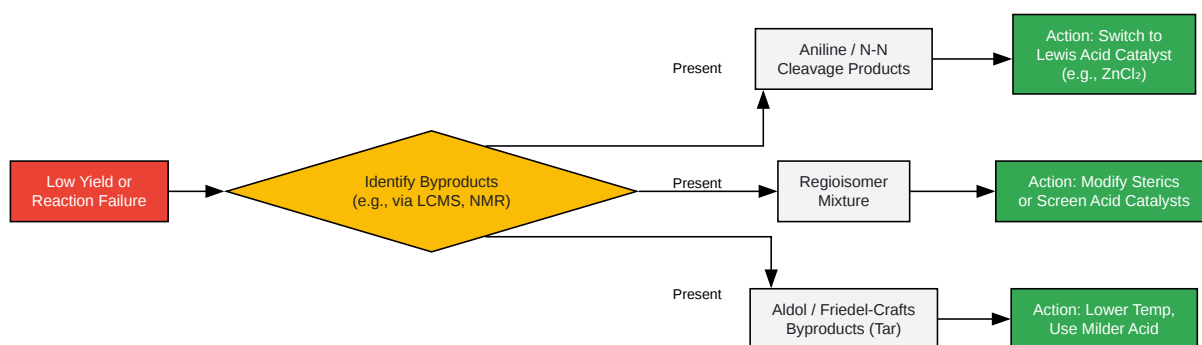 Low Yield or
Reaction Failure
Identify Byproducts
(e.g., via LCMS, NMR)
Present
Aniline / N-N
Cleavage Products
Action: Switch to
Lewis Acid Catalyst
(e.g., ZnCl₂)
Present
Regioisomer
Mixture
Action: Modify Sterics
or Screen Acid Catalysts
Present
Aldol / Friedel-Crafts
Byproducts (Tar)
Action: Lower Temp,
Use Milder Acid